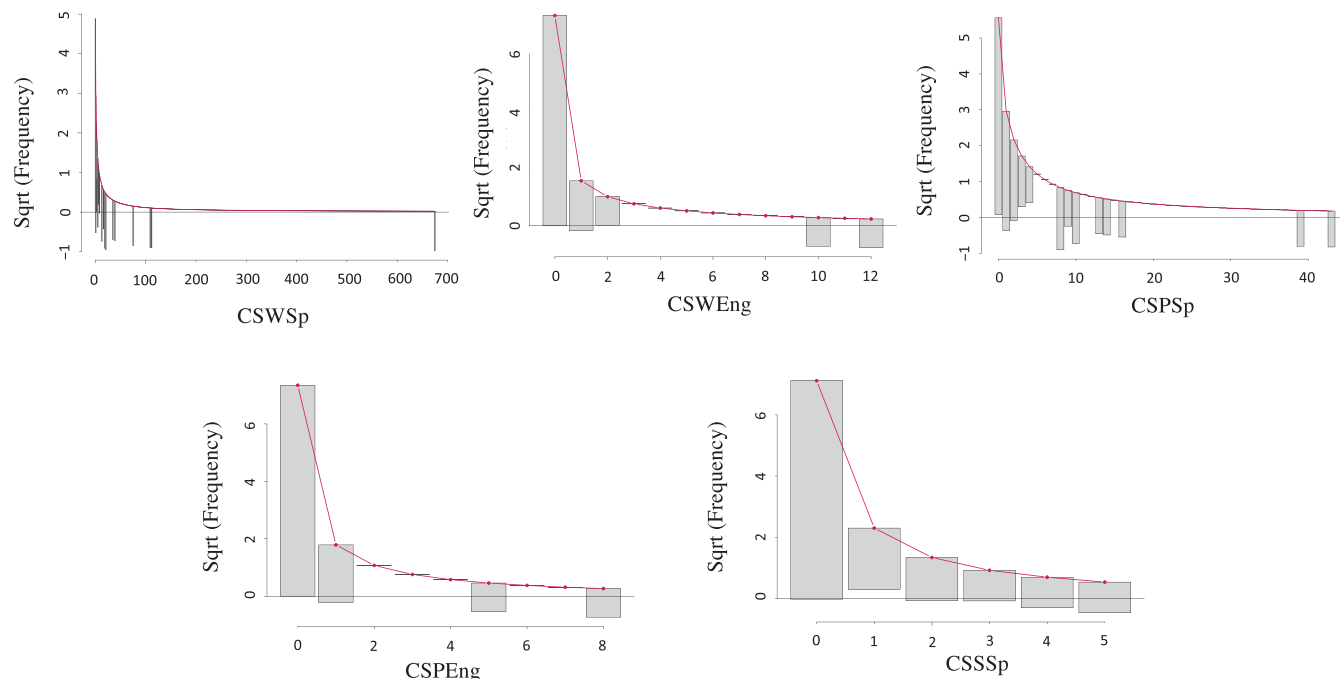 Sqrt (Frequency)
5
4
3
2
1
0
−1
0 100 200 300 400 500 600 700
CSWSp
Sqrt (Frequency)
6
4
2
0
0 2 4 6 8 10 12
CSWEng
Sqrt (Frequency)
5
4
3
2
1
0
−1
0 10 20 30 40
CSPSp
Sqrt (Frequency)
6
4
2
0
0 2 4 6 8
CSPEng
Sqrt (Frequency)
6
4
2
0
0 1 2 3 4 5
CSSSp